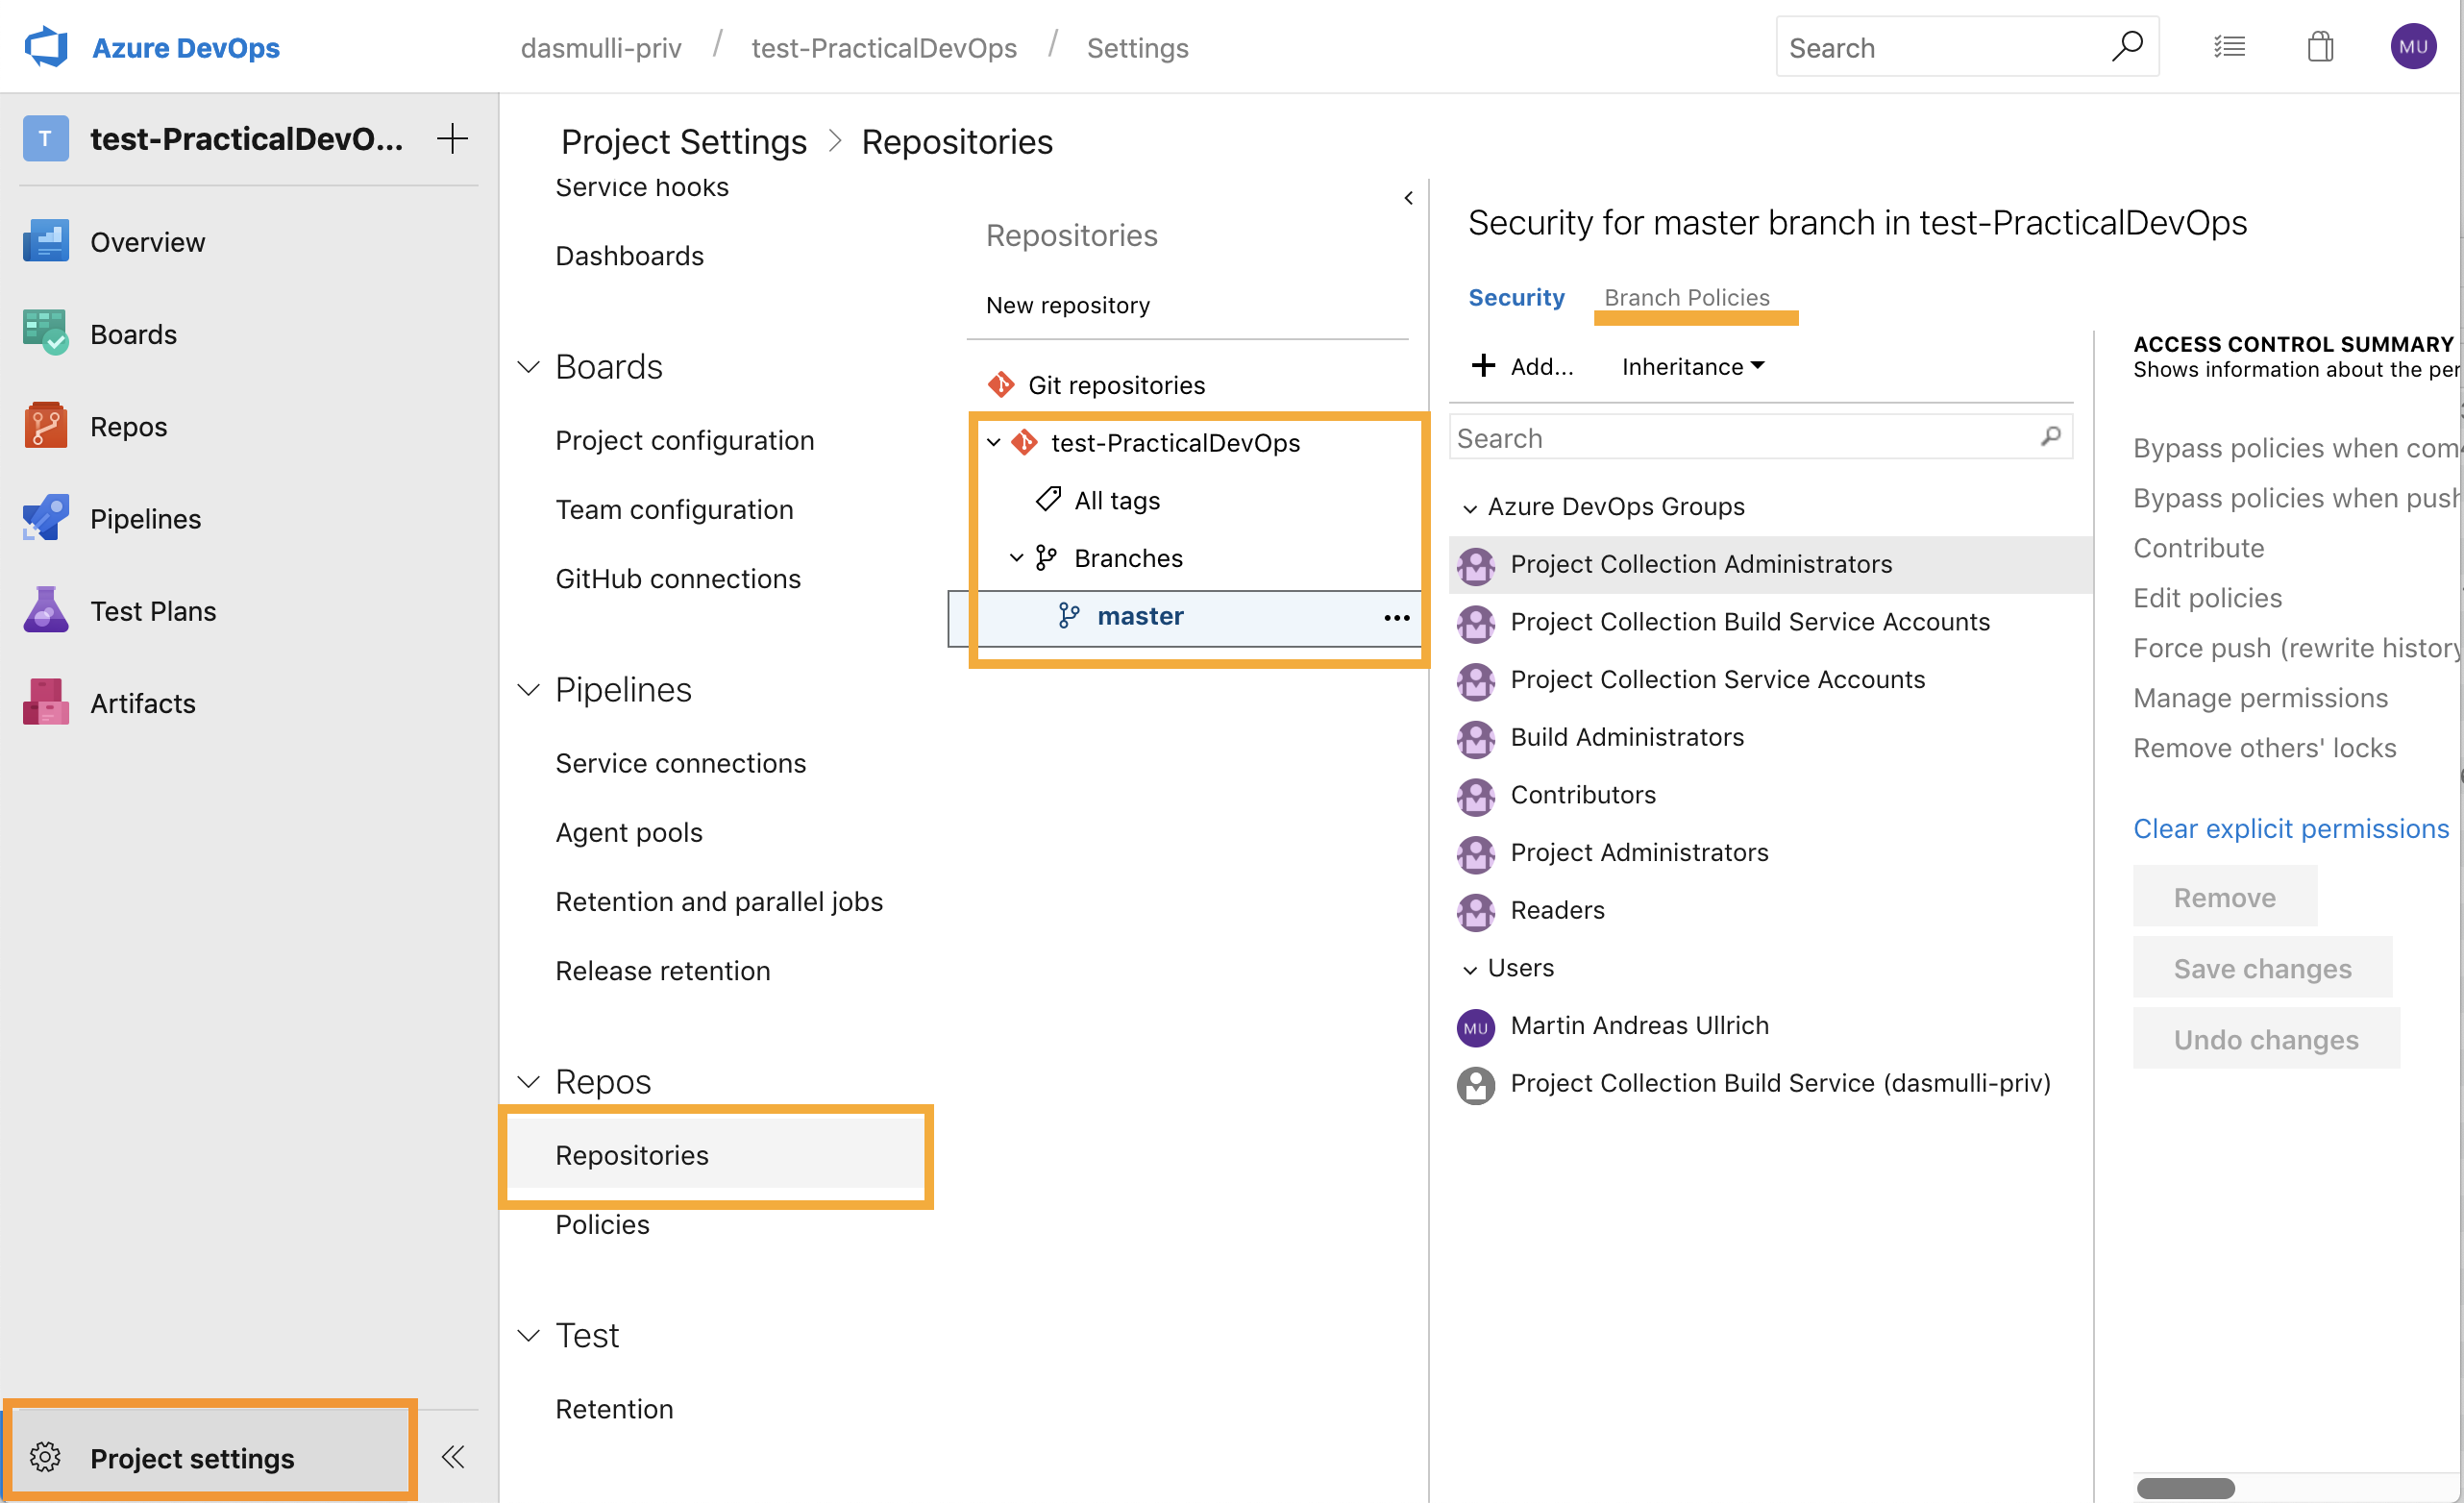 Azure DevOps
dasmulli-priv / test-PracticalDevOps / Settings
Search
MU
T
test-PracticalDevO...
Overview
Boards
Repos
Pipelines
Test Plans
Artifacts
Project settings
Project Settings > Repositories
Service hooks
Dashboards
Boards
Project configuration
Team configuration
GitHub connections
Pipelines
Service connections
Agent pools
Retention and parallel jobs
Release retention
Repos
Repositories
Policies
Test
Retention
Repositories
New repository
Git repositories
test-PracticalDevOps
All tags
Branches
master
Security for master branch in test-PracticalDevOps
Security
Branch Policies
Add...
Inheritance
Search
Azure DevOps Groups
Project Collection Administrators
Project Collection Build Service Accounts
Project Collection Service Accounts
Build Administrators
Contributors
Project Administrators
Readers
Users
MU
Martin Andreas Ullrich
Project Collection Build Service (dasmulli-priv)
ACCESS CONTROL SUMMARY
Shows information about the per
Bypass policies when com
Bypass policies when push
Contribute
Edit policies
Force push (rewrite history
Manage permissions
Remove others' locks
Clear explicit permissions
Remove
Save changes
Undo changes